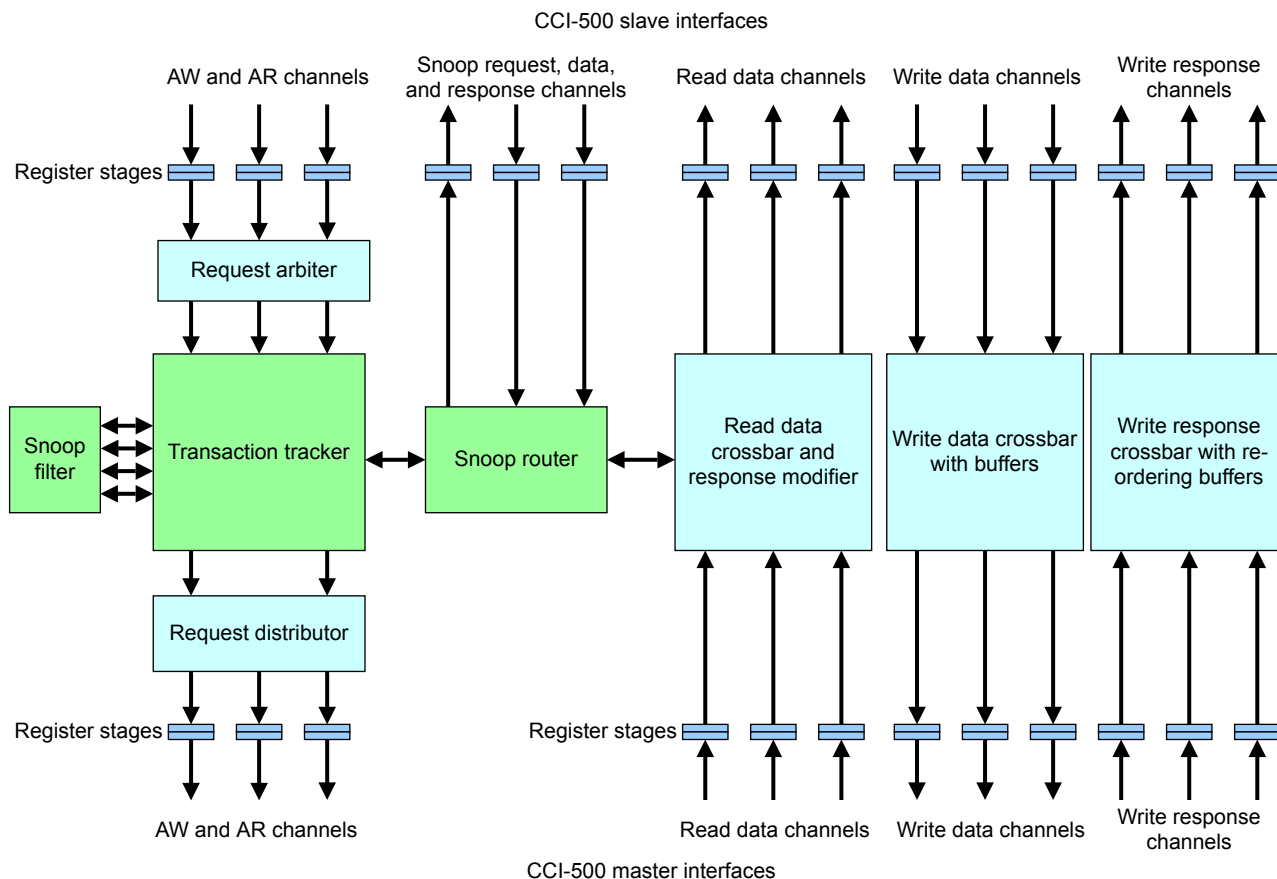 CCI-500 slave interfaces
AW and AR channels
Snoop request, data,
and response channels
Read data channels
Write data channels
Write response
channels
Register stages
Request arbiter
Snoop
filter
Transaction tracker
Snoop router
Read data
crossbar and
response modifier
Write data crossbar
with buffers
Write response
crossbar with re-
ordering buffers
Request distributor
Register stages
Register stages
AW and AR channels
Read data channels
Write data channels
Write response
channels
CCI-500 master interfaces